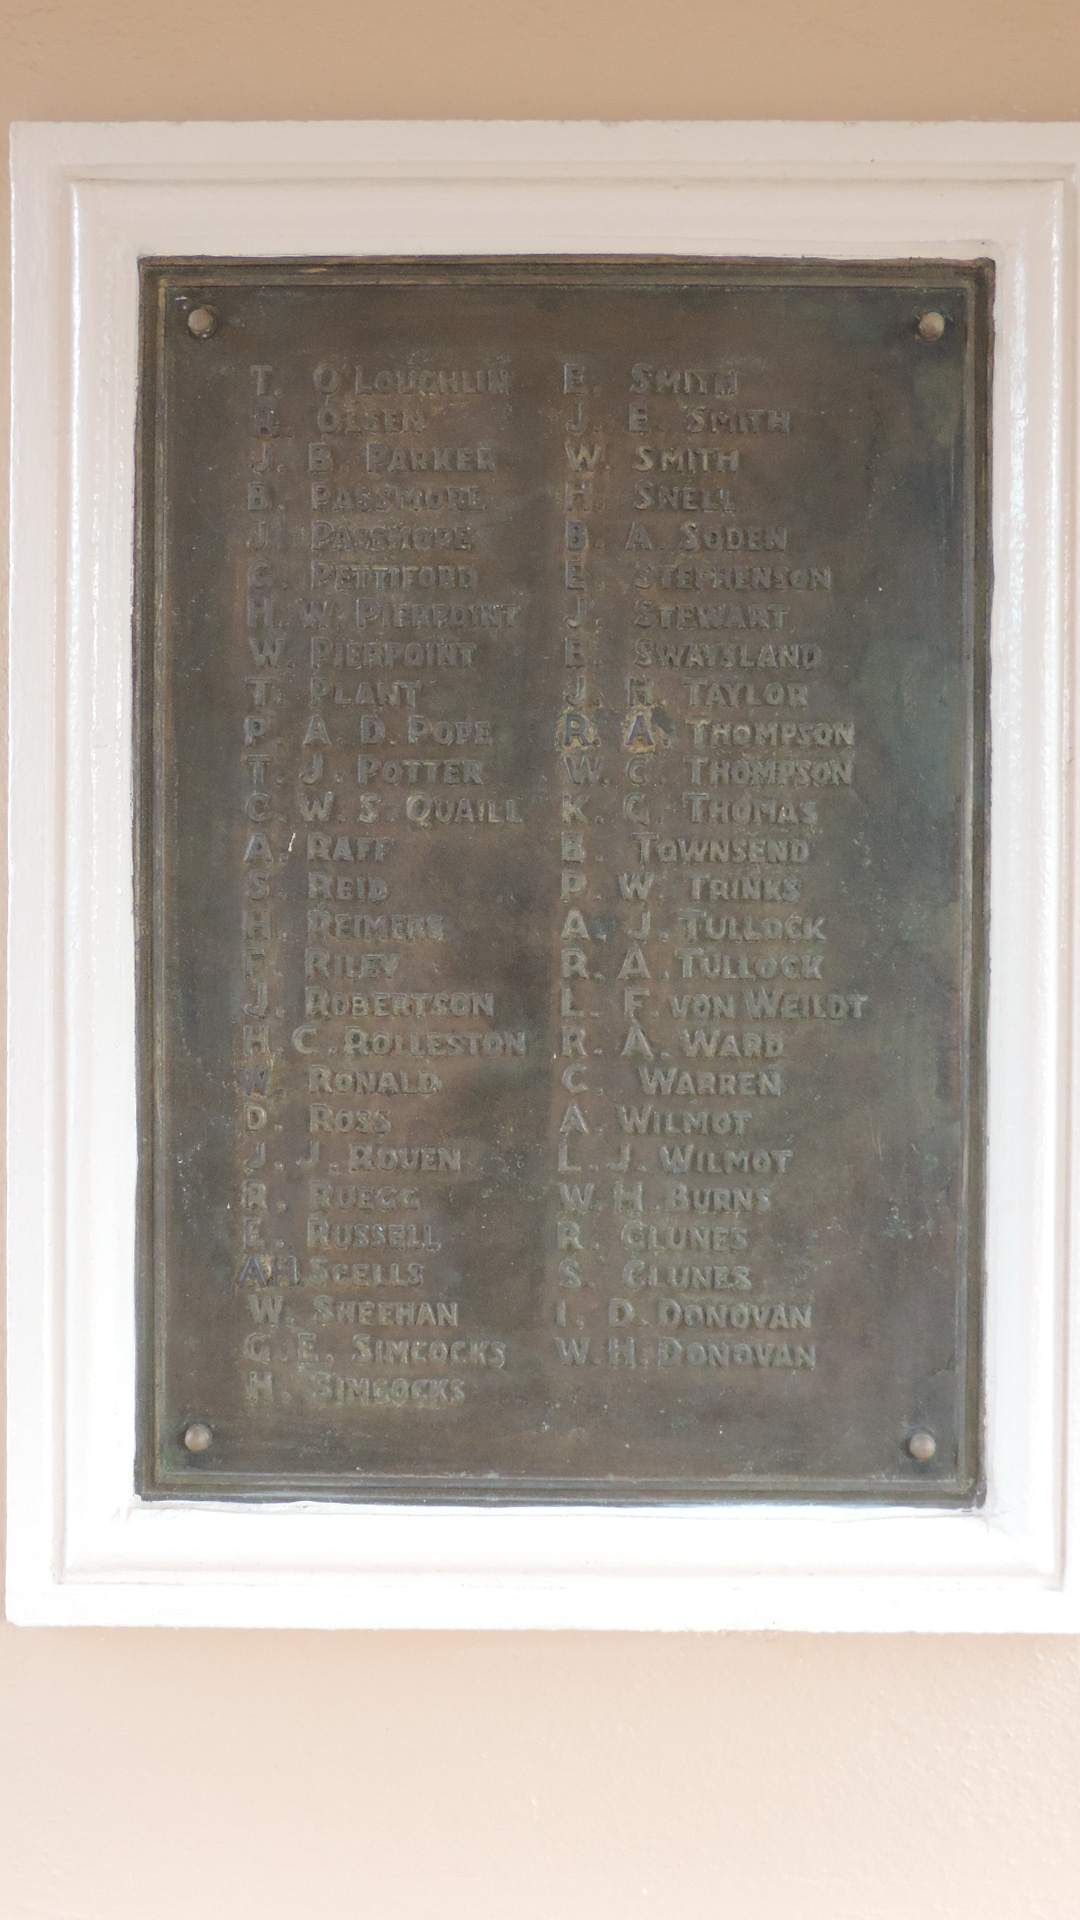 T. O'LOUGHLIN
OLSEN
J. B. PARKER
B. PASSMORE
J. PASSMORE
C. PETTIFORD
H. W. PIERPOINT
W. PIERPOINT
T. PLANT
P. A. D. POPE
T. J. POTTER
C. W. S. QUAILL
A. RAFF
S. REID
H. REIMERS
F. RILEY
J. ROBERTSON
H. C. ROLLESTON
W. RONALD
D. ROSS
J. J. ROUEN
R. RUEGG
E. RUSSELL
A.H. SCELLS
W. SHEEHAN
G. E. SIMCOCKS
H. SIMCOCKS
E. SMITH
J. E. SMITH
W. SMITH
H. SNELL
B. A. SODEN
E. STEPHENSON
J. STEWART
SWAYSLAND
J. H. TAYLOR
R. A. THOMPSON
W. C. THOMPSON
K. G. THOMAS
B. TOWNSEND
P. W. TRINKS
A. J. TULLOCK
R. A. TULLOCK
L. F. VON WEILDT
R. A. WARD
C. WARREN
A. WILMOT
L. J. WILMOT
W. H. BURNS
R. CLUNES
S. CLUNES
I. D. DONOVAN
W. H. DONOVAN